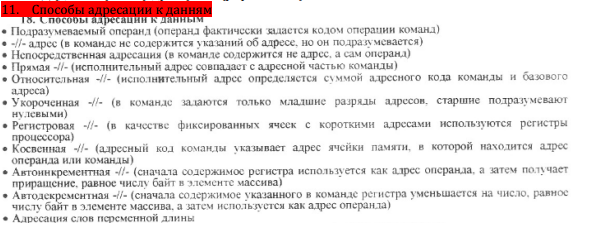 11. Способы адресации к данням
18. Способы адресации к данным
• Подразумеваемый операнд (операнд фактически задается кодом операции команд)
• -//- адрес (в команде не содержится указаний об адресе, но он подразумевается)
• Непосредственная адресация (в команде содержится не адрес, а сам операнд)
• Прямая -//- (исполнительный адрес совпадает с адресной частью команды)
• Относительная -//- (исполнительный адрес определяется суммой адресного кода команды и базового
адреса)
• Укороченная -//- (в команде задаются только младшие разряды адресов, старшие подразумевают
нулевыми)
• Регистровая -//- (в качестве фиксированных ячеек с короткими адресами используются регистры
процессора)
• Косвенная -//- (адресный код команды указывает адрес ячейки памяти, в которой находится адрес
операнда или команды)
• Автоинкрементная -//- (сначала содержимое регистра используется как адрес операнда, а затем получает
приращение, равное числу байт в элементе массива)
• Автодекрементная -//- (сначала содержимое указанного в команде регистра уменьшается на число, равное
числу байт в элементе массива, а затем используется как адрес операнда)
• Адресация слов переменной длины